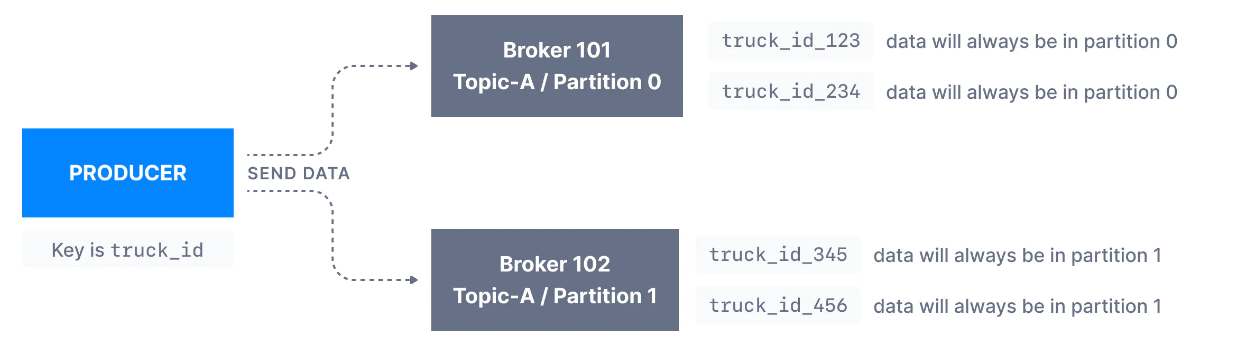 Broker 101
Topic-A / Partition 0
truck_id_123 data will always be in partition 0
truck_id_234 data will always be in partition 0
PRODUCER
SEND DATA
Key is truck_id
Broker 102
Topic-A / Partition 1
truck_id_345 data will always be in partition 1
truck_id_456 data will always be in partition 1